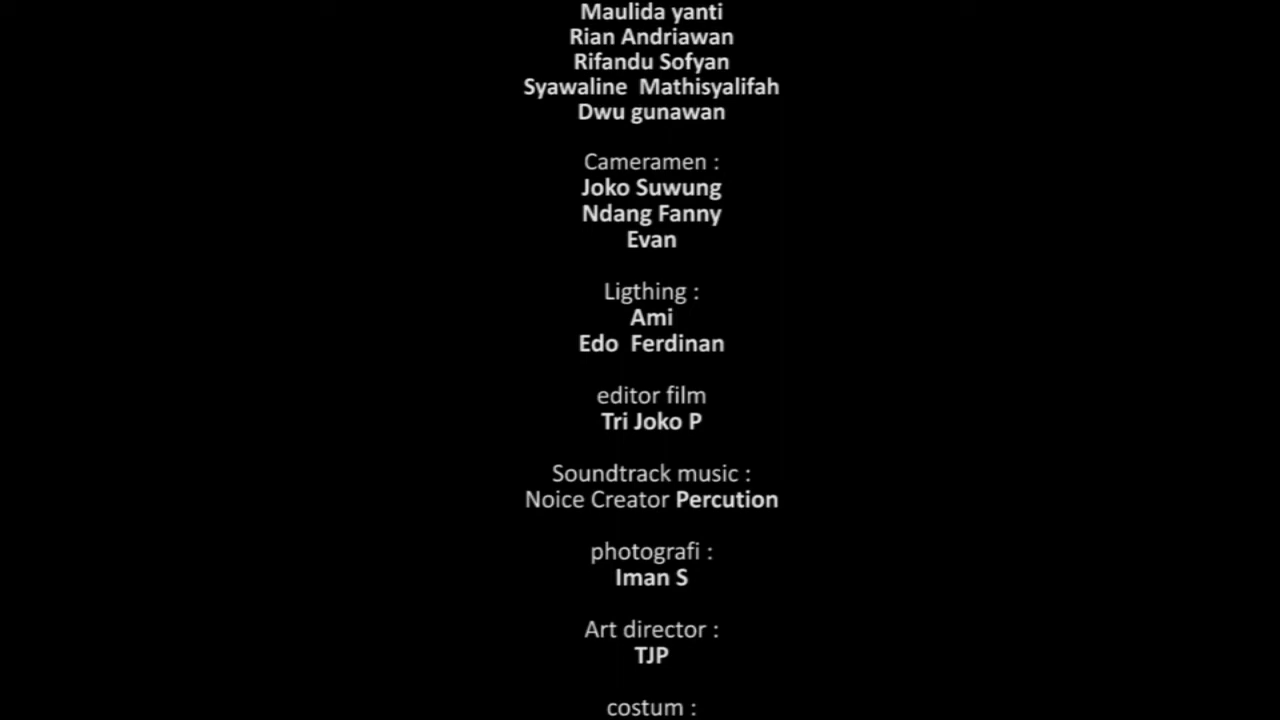 Maulida yanti
Rian Andriawan
Rifandu Sofyan
Syawaline  Mathisyalifah
Dwu gunawan
Cameramen :
Joko Suwung
Ndang Fanny
Evan
Ligthing :
Ami
Edo  Ferdinan
editor film
Tri Joko P
Soundtrack music :
Noice Creator Percution
photografi :
Iman S
Art director :
TJP
costum :